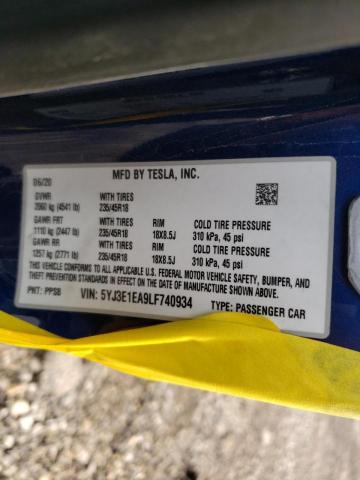 MFD BY TESLA, INC.
06/20
GVWR WITH TIRES
2060 kg (4541 lb) 235/45R18
GAWR FRT WITH TIRES RIM COLD TIRE PRESSURE
1110 kg (2447 lb) 235/45R18 18X8.5J 310 kPa, 45 psi
GAWR RR WITH TIRES RIM COLD TIRE PRESSURE
1257 kg (2771 lb) 235/45R18 18X8.5J 310 kPa, 45 psi
THIS VEHICLE CONFORMS TO ALL APPLICABLE
U.S. FEDERAL MOTOR VEHICLE SAFETY, BUMPER, AND
THEFT PREVENTION STANDARDS IN EFFECT ON THE DATE OF
MANUFACTURE SHOWN ABOVE.
PNT: PPSB VIN: 5YJ3E1EA9LF740934 TYPE: PASSENGER CAR